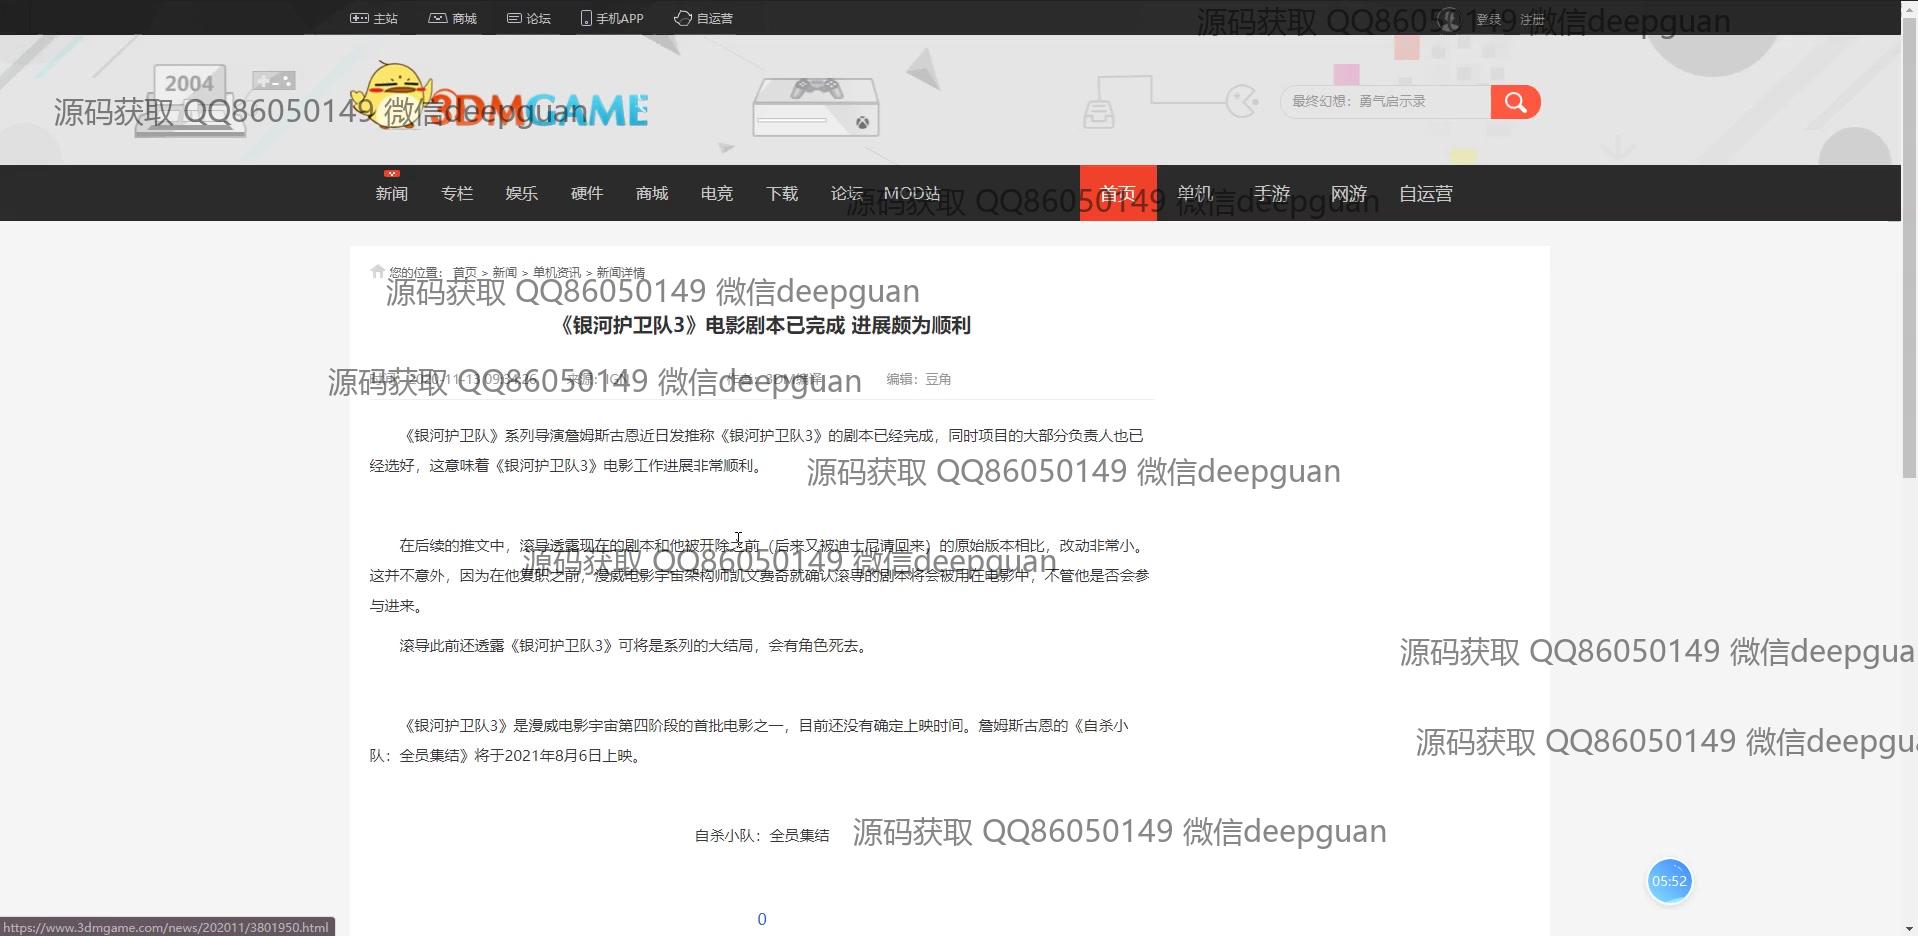 主站 商城 论坛 手机APP 自运营 登录 注册
源码获取 QQ86050149 微信deepguan
2004
源码获取 QQ86050149 微信deepguan
3DMGAME
最终幻想：勇气启示录
新闻 专栏 娱乐 硬件 商城 电竞 下载 论坛 MOD站 首页 单机 手游 网游 自运营
源码获取 QQ86050149 微信deepguan
您的位置： 首页 > 新闻 > 单机资讯 > 新闻详情
源码获取 QQ86050149 微信deepguan
《银河护卫队3》电影剧本已完成 进展颇为顺利
时间：2020-11-13 09:34:26 来源：IGN 作者：3DM编译 编辑：豆角
源码获取 QQ86050149 微信deepguan
《银河护卫队》系列导演詹姆斯古恩近日发推称《银河护卫队3》的剧本已经完成，同时项目的大部分负责人也已
经选好，这意味着《银河护卫队3》电影工作进展非常顺利。
源码获取 QQ86050149 微信deepguan
在后续的推文中，滚导透露现在的剧本和他被开除之前（后来又被迪士尼请回来）的原始版本相比，改动非常小。
源码获取 QQ86050149 微信deepguan
这并不意外，因为在他复职之前，漫威电影宇宙架构师凯文费奇就确认滚导的剧本将会被用在电影中，不管他是否会参
与进来。
滚导此前还透露《银河护卫队3》可将是系列的大结局，会有角色死去。
源码获取 QQ86050149 微信deepgua
《银河护卫队3》是漫威电影宇宙第四阶段的首批电影之一，目前还没有确定上映时间。詹姆斯古恩的《自杀小
源码获取 QQ86050149 微信deepgua
队：全员集结》将于2021年8月6日上映。
自杀小队：全员集结
源码获取 QQ86050149 微信deepguan
05:52
0
https://www.3dmgame.com/news/202011/3801950.html